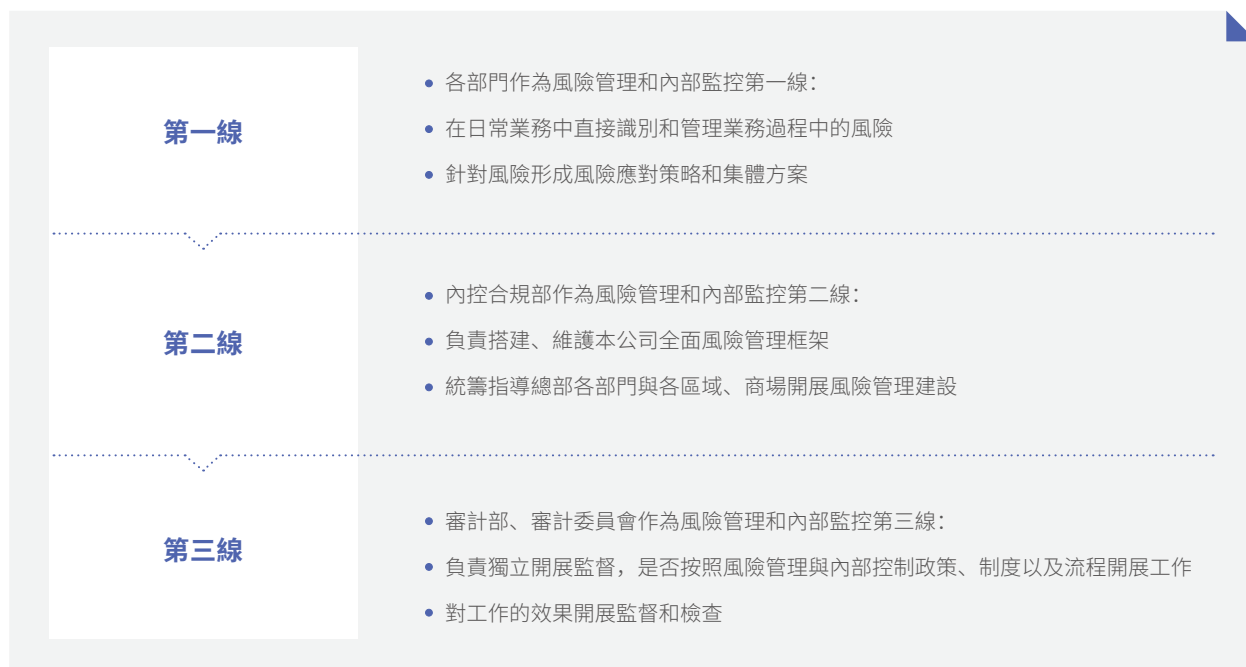 第一線
• 各部門作為風險管理和內部監控第一線：
• 在日常業務中直接識別和管理業務過程中的風險
• 針對風險形成風險應對策略和集體方案
第二線
• 內控合規部作為風險管理和內部監控第二線：
• 負責搭建、維護本公司全面風險管理框架
• 統籌指導總部各部門與各區域、商場開展風險管理建設
第三線
• 審計部、審計委員會作為風險管理和內部監控第三線：
• 負責獨立開展監督，是否按照風險管理與內部控制政策、制度以及流程開展工作
• 對工作的效果開展監督和檢查